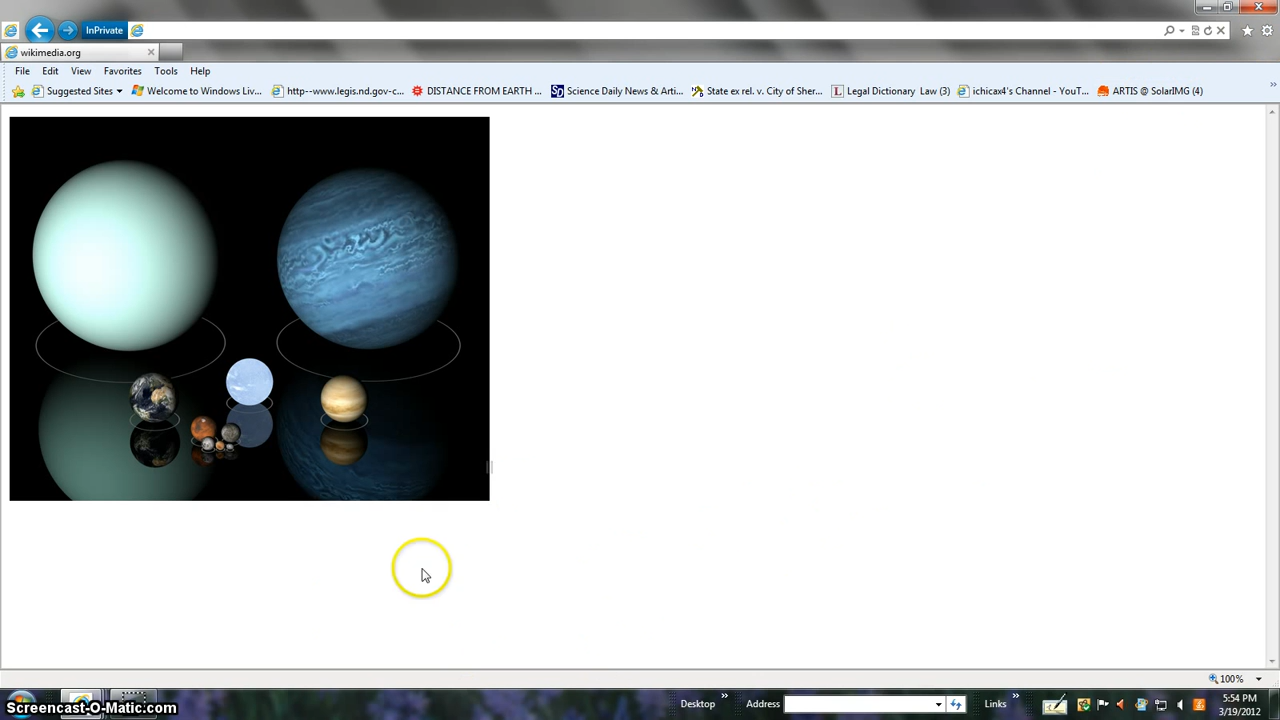 InPrivate
wikimedia.org
File Edit View Favorites Tools Help
Suggested Sites Welcome to Windows Liv... http--www.legis.nd.gov-c... DISTANCE FROM EARTH ... Science Daily News & Arti... State ex rel. v. City of Sher... Legal Dictionary Law (3) ichicax4's Channel - YouT... ARTIS @ SolarIMG (4)
100%
Desktop Address Links
5:54 PM
3/19/2012
Screencast-O-Matic.com